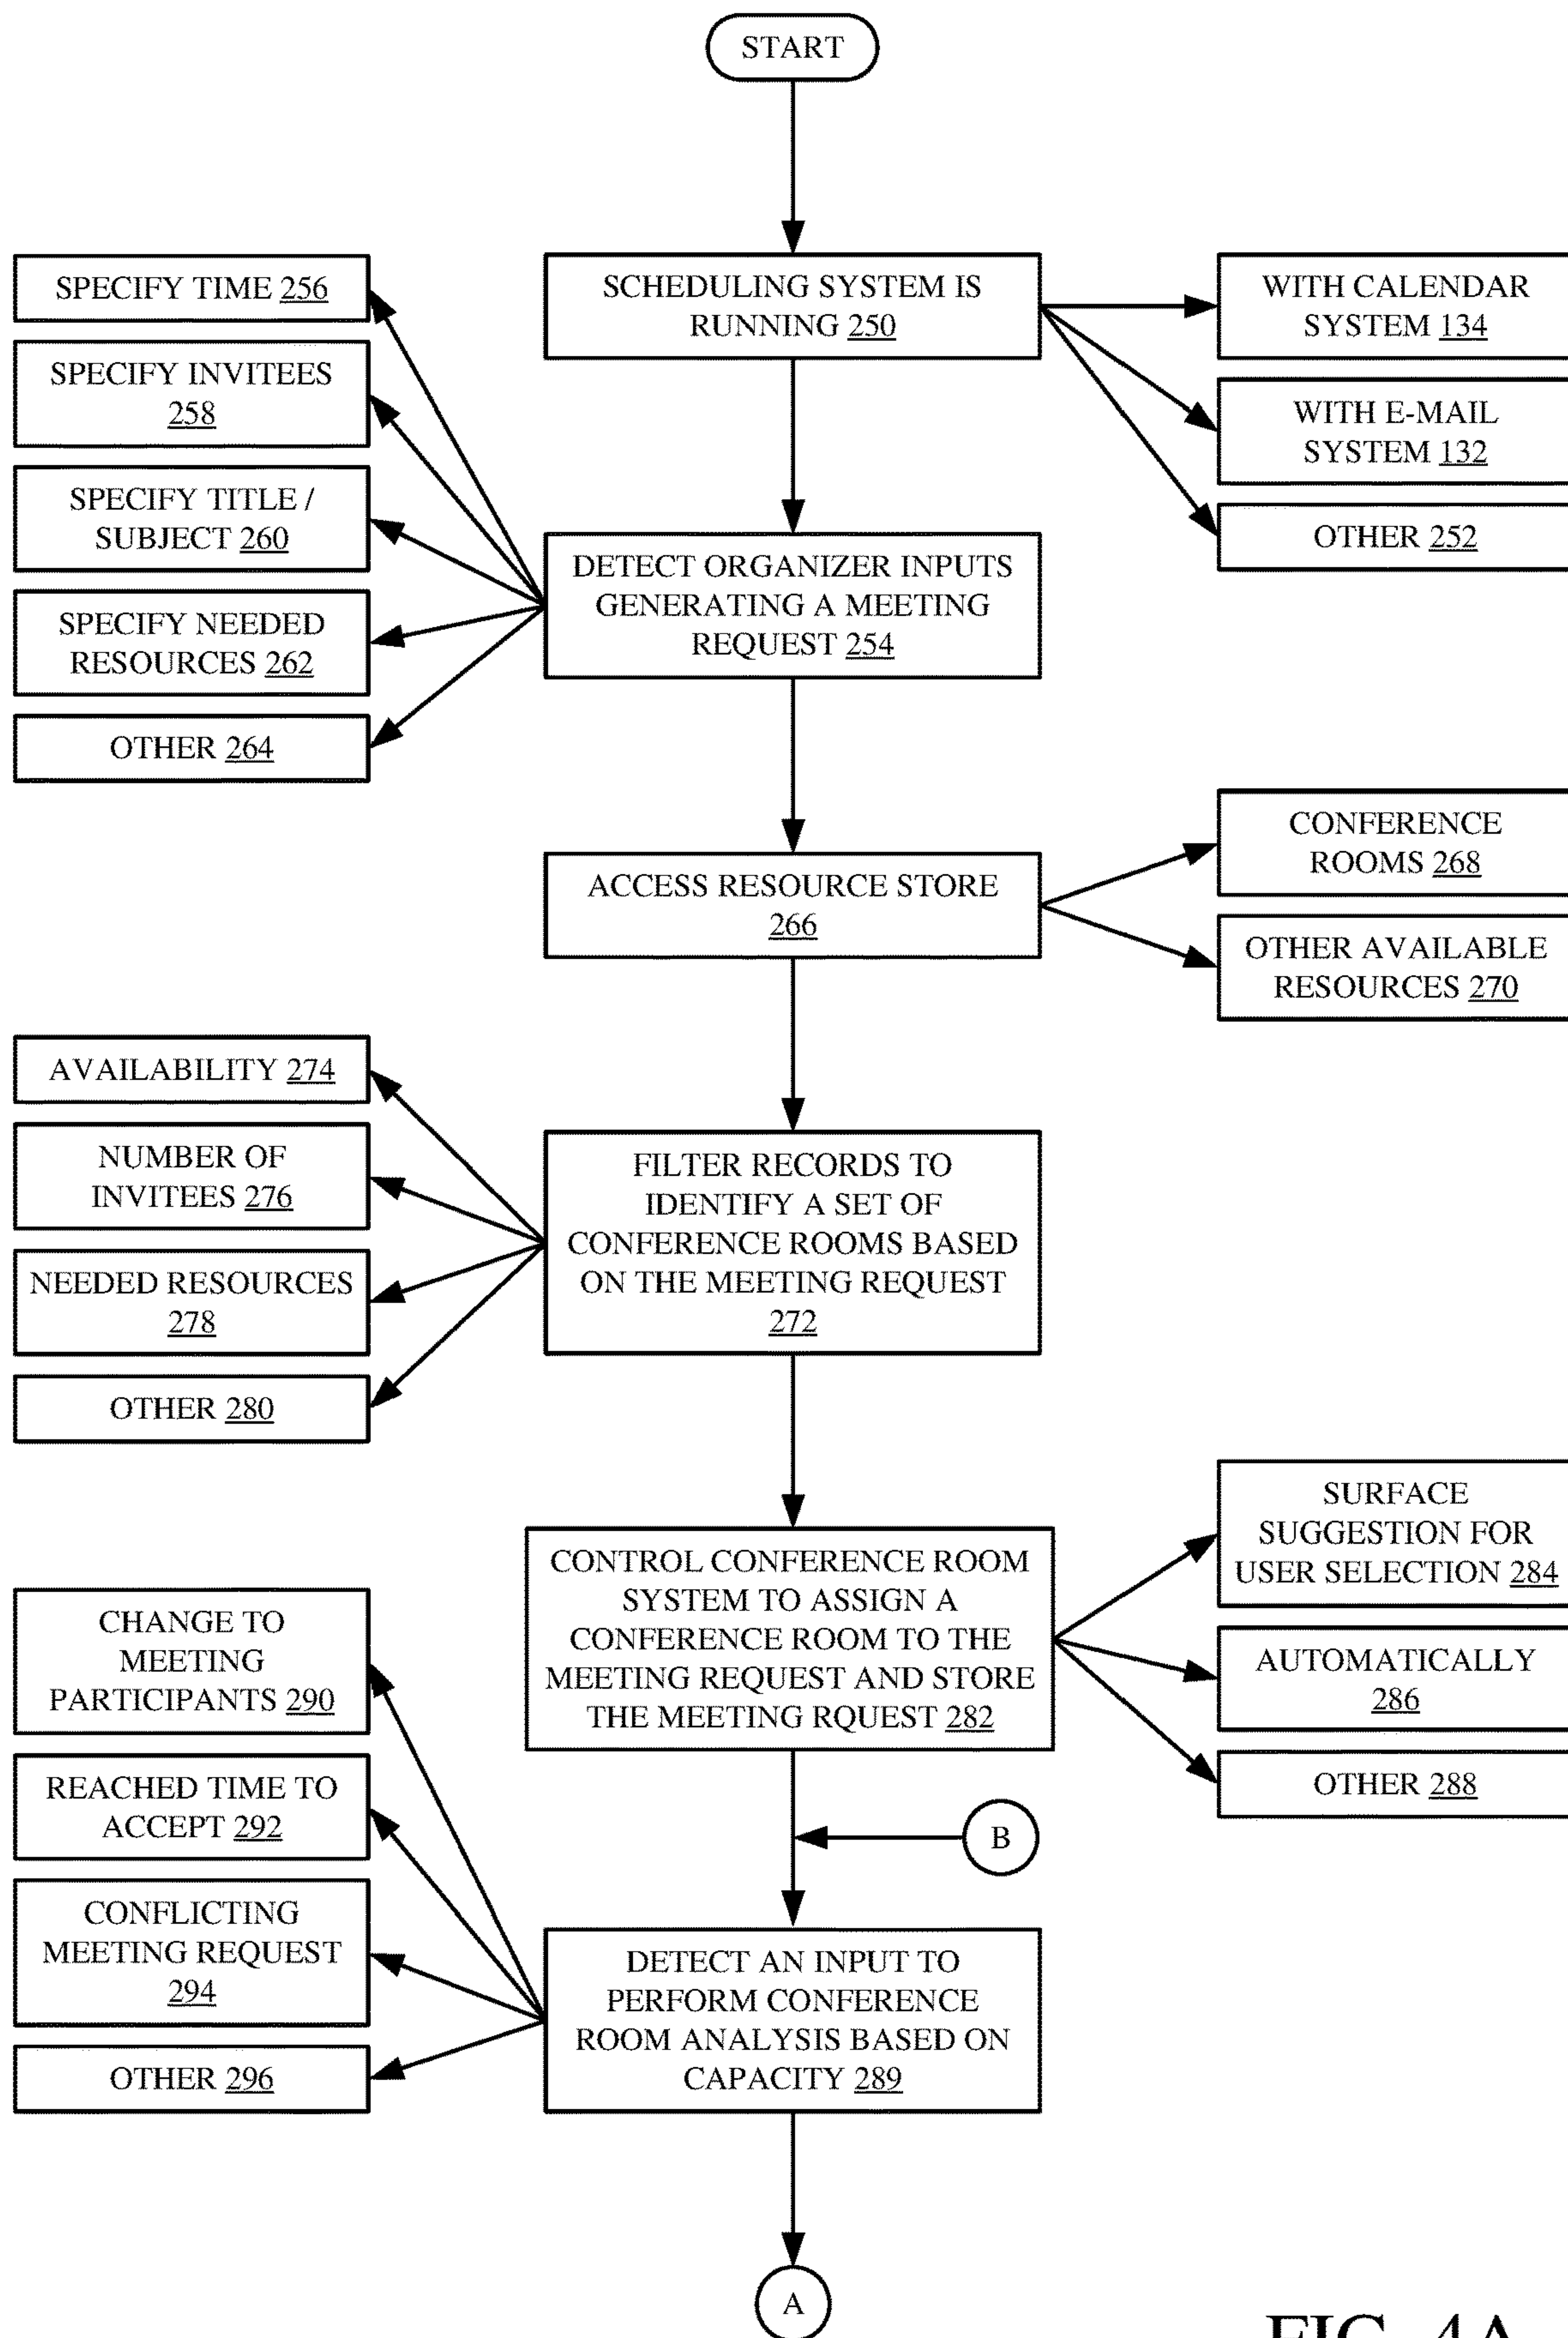 START
SCHEDULING SYSTEM IS
RUNNING 250
WITH CALENDAR
SYSTEM 134
WITH E-MAIL
SYSTEM 132
OTHER 252
SPECIFY TIME 256
SPECIFY INVITEES
258
SPECIFY TITLE /
SUBJECT 260
SPECIFY NEEDED
RESOURCES 262
OTHER 264
DETECT ORGANIZER INPUTS
GENERATING A MEETING
REQUEST 254
ACCESS RESOURCE STORE
266
CONFERENCE
ROOMS 268
OTHER AVAILABLE
RESOURCES 270
AVAILABILITY 274
NUMBER OF
INVITEES 276
NEEDED RESOURCES
278
OTHER 280
FILTER RECORDS TO
IDENTIFY A SET OF
CONFERENCE ROOMS BASED
ON THE MEETING REQUEST
272
CONTROL CONFERENCE ROOM
SYSTEM TO ASSIGN A
CONFERENCE ROOM TO THE
MEETING REQUEST AND STORE
THE MEETING RQUEST 282
SURFACE
SUGGESTION FOR
USER SELECTION 284
AUTOMATICALLY
286
OTHER 288
B
CHANGE TO
MEETING
PARTICIPANTS 290
REACHED TIME TO
ACCEPT 292
CONFLICTING
MEETING REQUEST
294
OTHER 296
DETECT AN INPUT TO
PERFORM CONFERENCE
ROOM ANALYSIS BASED ON
CAPACITY 289
A
FIG. 4A